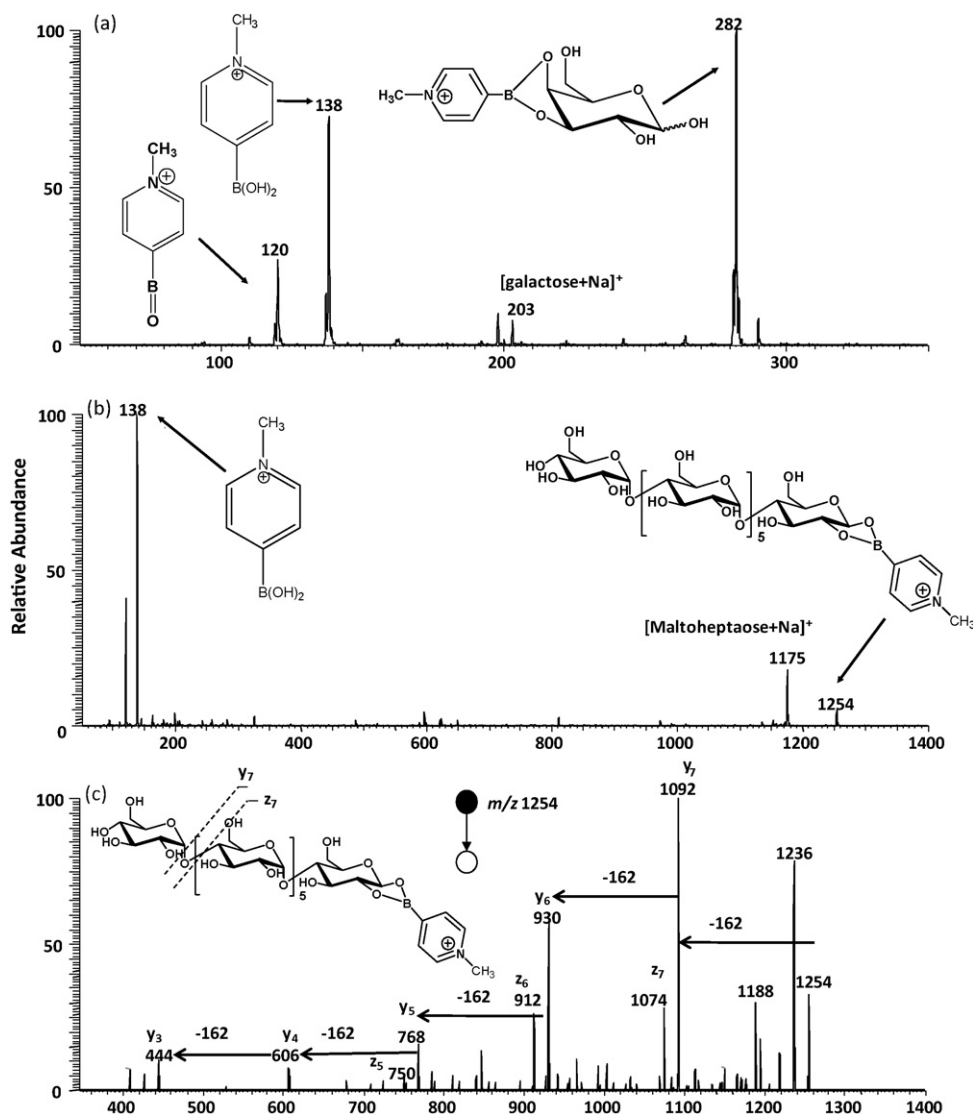 (a)
100
50
0
CH₃
N
+
B(OH)₂
CH₃
N
+
B
O
138
120
[galactose+Na]⁺
203
282
H₃C
N
+
B
O
O
OH
O
OH
OH
100
200
300
(b)
Relative Abundance
100
50
0
138
CH₃
N
+
B(OH)₂
OH
O
HO
HO
OH
O
OH
O
HO
OH
O
5
OH
O
HO
O
O
B
+
N
CH₃
[Maltoheptaose+Na]⁺
1175
1254
200
400
600
800
1000
1200
1400
(c)
100
50
0
y₇
z₇
OH
O
HO
HO
OH
O
OH
O
HO
OH
O
5
OH
O
HO
O
O
B
+
N
CH₃
m/z 1254
y₇
1092
1236
-162
y₆
930
-162
z₆
912
z₇
1074
1188
1254
-162
y₅
768
y₃
444
-162
y₄
606
-162
z₅
750
400
500
600
700
800
900
1000
1100
1200
1300